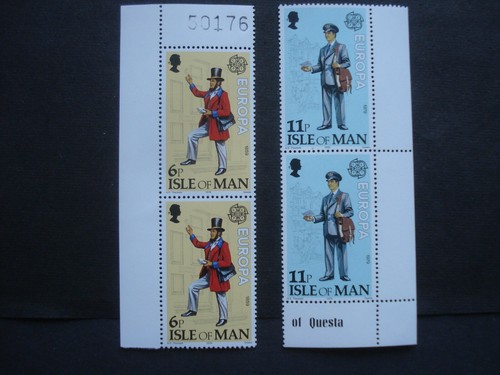 50176
EUROPA
6P
ISLE OF MAN
EUROPA
6P
ISLE OF MAN
EUROPA
11P
ISLE OF MAN
EUROPA
11P
ISLE OF MAN
of Questa